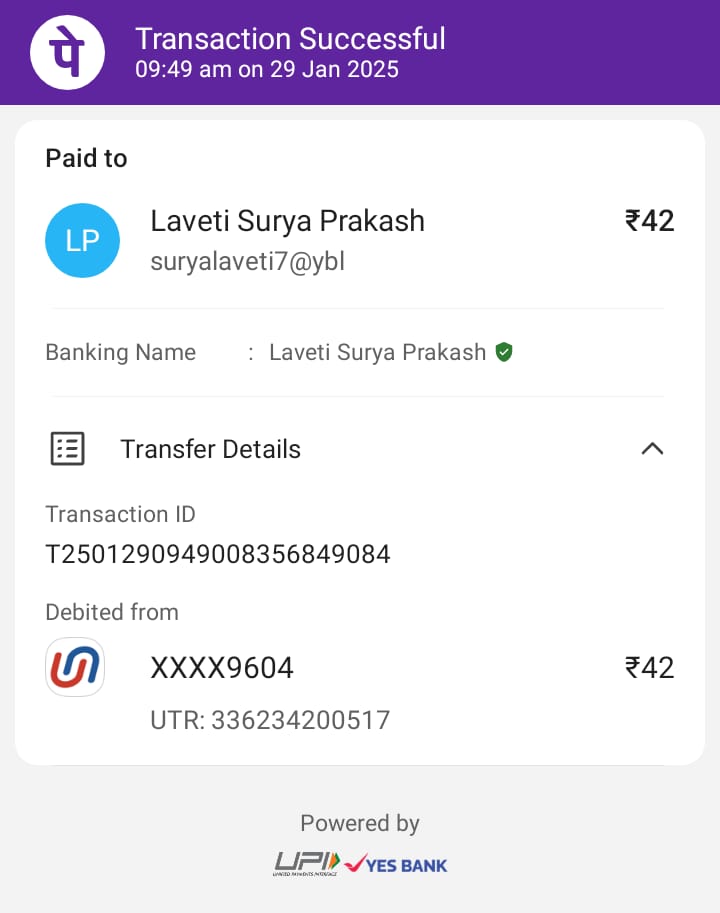 पे
Transaction Successful
09:49 am on 29 Jan 2025
Paid to
LP
Laveti Surya Prakash
₹42
suryalaveti7@ybl
Banking Name : Laveti Surya Prakash
Transfer Details
Transaction ID
T2501290949008356849084
Debited from
XXXX9604
₹42
UTR: 336234200517
Powered by
UPI
UNIFIED PAYMENTS INTERFACE
YES BANK